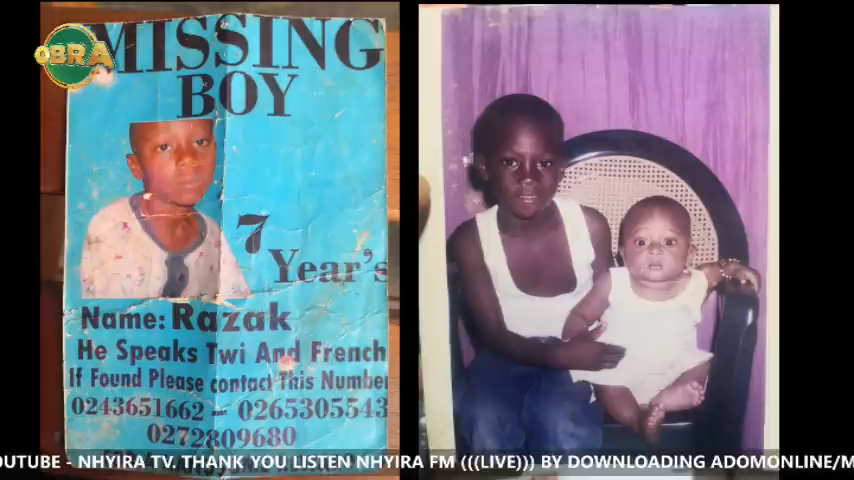 OBRA
MISSING
BOY
7
Year's
Name: Razak
He Speaks Twi And French
If Found Please contact This Number
0243651662 - 0265305543
0272809680
OUTUBE - NHYIRA TV. THANK YOU LISTEN NHYIRA FM (((LIVE))) BY DOWNLOADING ADOMONLINE/M